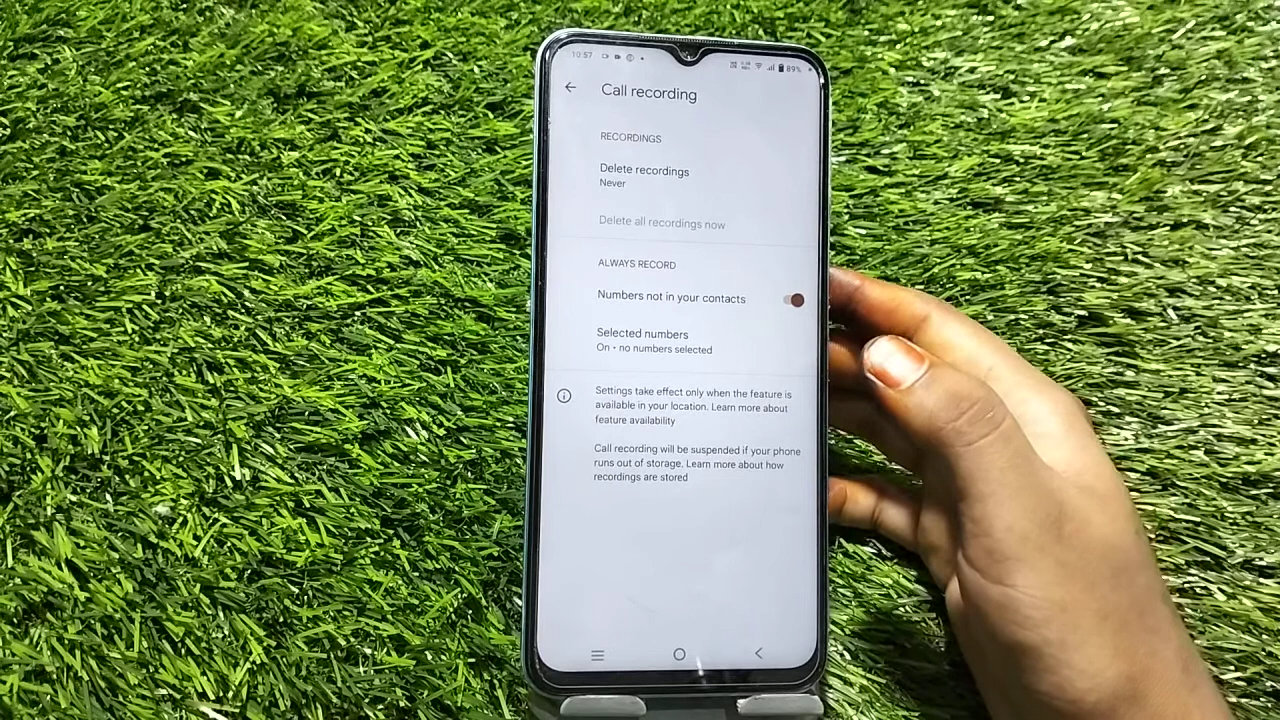 10:57
89%
Call recording
RECORDINGS
Delete recordings
Never
Delete all recordings now
ALWAYS RECORD
Numbers not in your contacts
Selected numbers
On • no numbers selected
Settings take effect only when the feature is
available in your location. Learn more about
feature availability
Call recording will be suspended if your phone
runs out of storage. Learn more about how
recordings are stored